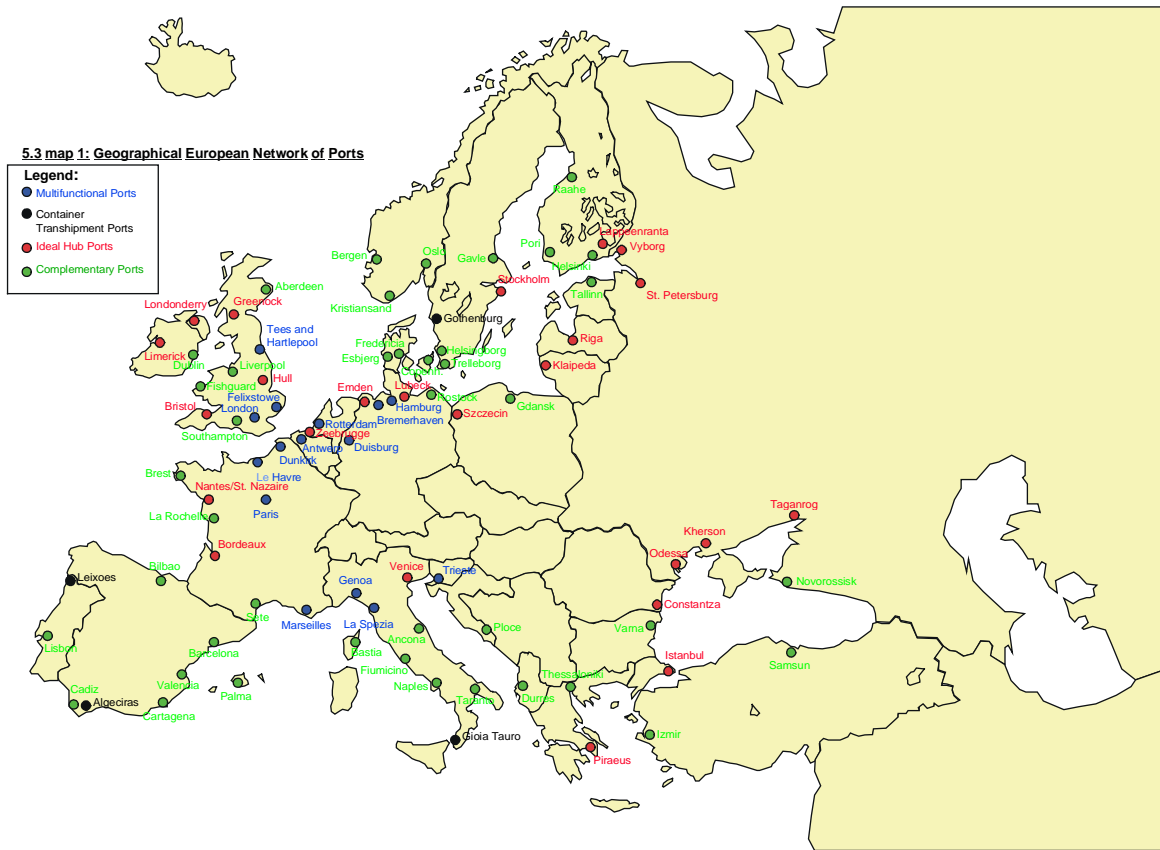 5.3 map 1: Geographical European Network of Ports
Legend:
Multifunctional Ports
Container
Transhipment Ports
Ideal Hub Ports
Complementary Ports
Raahe
Lappeenranta
Pori
Vyborg
Bergen
Oslo
Gavle
Helsinki
Stockholm
Tallinn
St. Petersburg
Aberdeen
Kristiansand
Londonderry
Greenock
Gothenburg
Tees and
Hartlepool
Riga
Limerick
Dublin
Liverpool
Fredericia
Esbjerg
Helsingborg
Copenh.
Trelleborg
Klaipeda
Fishguard
Hull
Emden
Lubeck
Rostock
Gdansk
Felixstowe
London
Bristol
Hamburg
Bremerhaven
Szczecin
Southampton
Rotterdam
Zeebrugge
Antwerp
Duisburg
Dunkirk
Brest
Le Havre
Nantes/St. Nazaire
Paris
La Rochelle
Taganrog
Kherson
Bordeaux
Odessa
Bilbao
Leixoes
Venice
Trieste
Genoa
Novorossisk
Constantza
Sete
Marseilles
La Spezia
Ploce
Varna
Lisbon
Barcelona
Bastia
Ancona
Fiumicino
Istanbul
Samsun
Thessaloniki
Valencia
Palma
Naples
Taranto
Durres
Cadiz
Algeciras
Cartagena
Gioia Tauro
Izmir
Piraeus